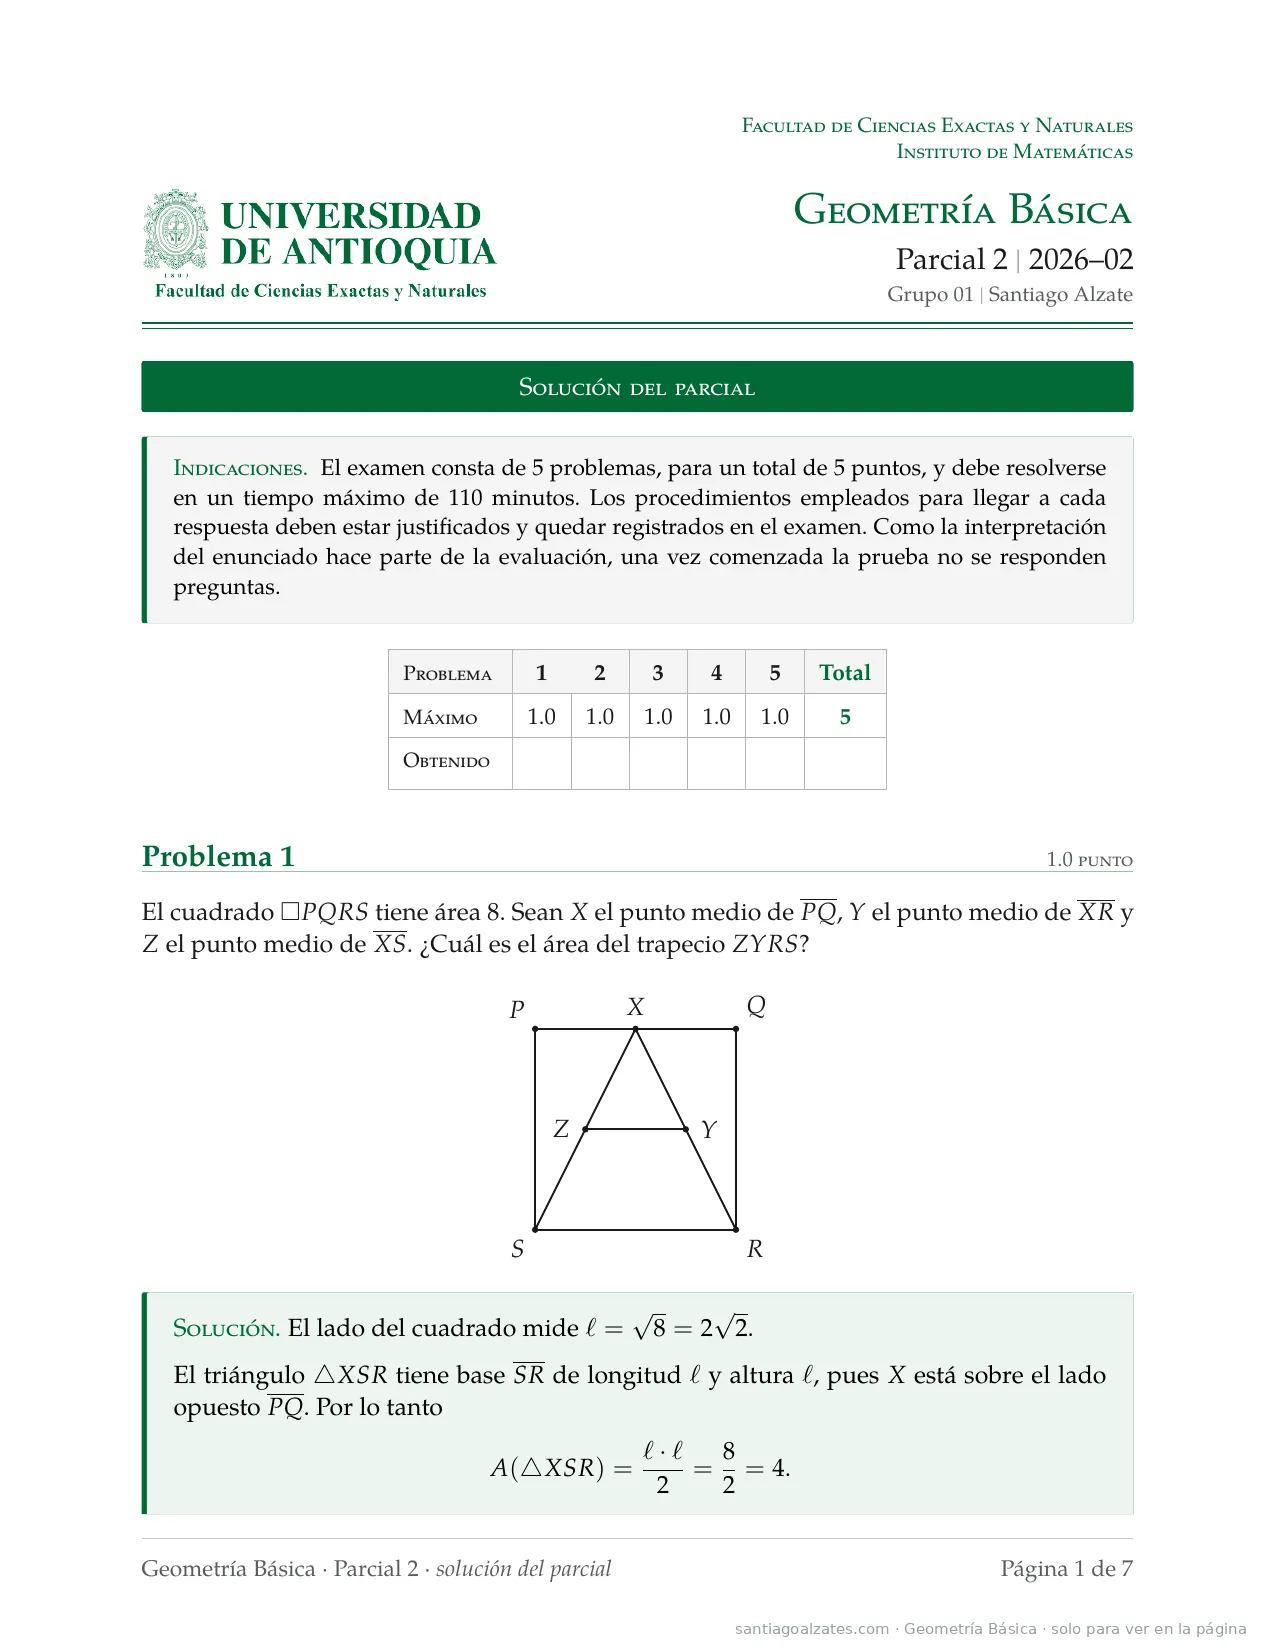 Facultad de Ciencias Exactas y Naturales
Instituto de Matemáticas
UNIVERSIDAD
DE ANTIOQUIA
1803
Facultad de Ciencias Exactas y Naturales
Geometría Básica
Parcial 2 | 2026–02
Grupo 01 | Santiago Alzate
Solución del parcial
Indicaciones. El examen consta de 5 problemas, para un total de 5 puntos, y debe resolverse
en un tiempo máximo de 110 minutos. Los procedimientos empleados para llegar a cada
respuesta deben estar justificados y quedar registrados en el examen. Como la interpretación
del enunciado hace parte de la evaluación, una vez comenzada la prueba no se responden
preguntas.
Problema 1 2 3 4 5 Total
Máximo 1.0 1.0 1.0 1.0 1.0 5
Obtenido
Problema 1 1.0 punto
El cuadrado □PQRS tiene área 8. Sean X el punto medio de \overline{PQ}, Y el punto medio de \overline{XR} y
Z el punto medio de \overline{XS}. ¿Cuál es el área del trapecio ZYRS?
P X Q
Z Y
S R
Solución. El lado del cuadrado mide ℓ = √8 = 2√2.
El triángulo △XSR tiene base \overline{SR} de longitud ℓ y altura ℓ, pues X está sobre el lado
opuesto \overline{PQ}. Por lo tanto
A(△XSR) = \frac{ℓ · ℓ}{2} = \frac{8}{2} = 4.
Geometría Básica · Parcial 2 · solución del parcial Página 1 de 7
santiagoalzates.com · Geometría Básica · solo para ver en la página